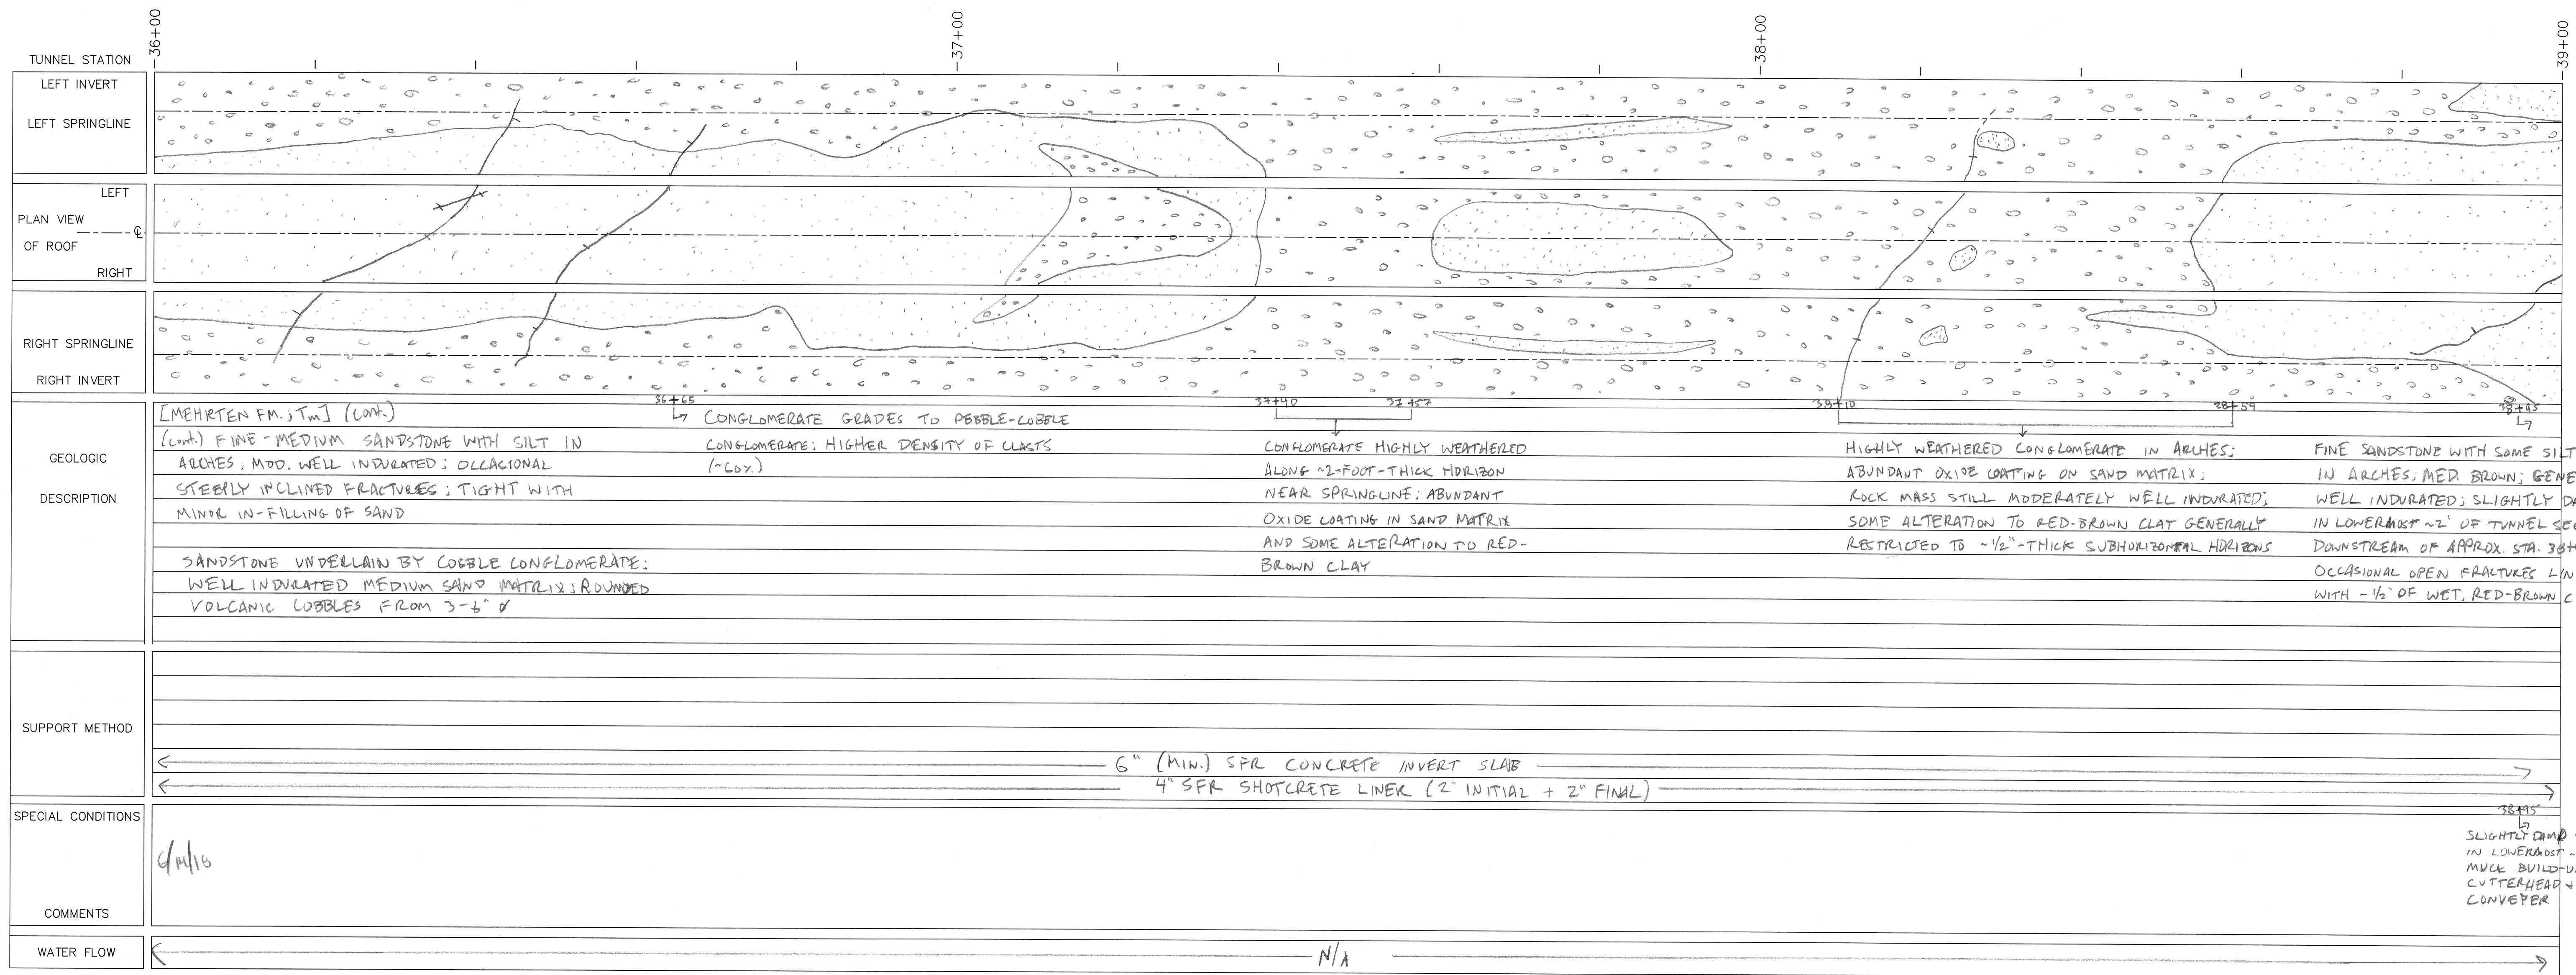 36+00
37+00
38+00
39+00
TUNNEL STATION
LEFT INVERT
LEFT SPRINGLINE
LEFT
PLAN VIEW
℄
OF ROOF
RIGHT
RIGHT SPRINGLINE
RIGHT INVERT
GEOLOGIC
DESCRIPTION
[MEHRTEN FM.; Tm] (cont.)
(cont.) FINE-MEDIUM SANDSTONE WITH SILT IN
ARCHES; MOD. WELL INDURATED; OCCASIONAL
STEEPLY INCLINED FRACTURES; TIGHT WITH
MINOR IN-FILLING OF SAND
SANDSTONE UNDERLAIN BY COBBLE CONGLOMERATE:
WELL INDURATED MEDIUM SAND MATRIX; ROUNDED
VOLCANIC COBBLES FROM 3-6" Ø
36+65
CONGLOMERATE GRADES TO PEBBLE-COBBLE
CONGLOMERATE; HIGHER DENSITY OF CLASTS
(~60%)
37+40 37+57
CONGLOMERATE HIGHLY WEATHERED
ALONG ~2-FOOT-THICK HORIZON
NEAR SPRINGLINE; ABUNDANT
OXIDE COATING IN SAND MATRIX
AND SOME ALTERATION TO RED-
BROWN CLAY
38+10 38+59
HIGHLY WEATHERED CONGLOMERATE IN ARCHES;
ABUNDANT OXIDE COATING ON SAND MATRIX;
ROCK MASS STILL MODERATELY WELL INDURATED;
SOME ALTERATION TO RED-BROWN CLAY GENERALLY
RESTRICTED TO ~1/2"-THICK SUBHORIZONTAL HORIZONS
38+95
FINE SANDSTONE WITH SOME SILT
IN ARCHES; MED. BROWN; GENE
WELL INDURATED; SLIGHTLY DA
IN LOWERMOST ~2' OF TUNNEL SE
DOWNSTREAM OF APPROX. STA. 38+
OCCASIONAL OPEN FRACTURES LIN
WITH ~1/2" OF WET, RED-BROWN C
SUPPORT METHOD
6" (MIN.) SFR CONCRETE INVERT SLAB
4" SFR SHOTCRETE LINER (2" INITIAL + 2" FINAL)
SPECIAL CONDITIONS
COMMENTS
38+95
SLIGHTLY DAMP
IN LOWERMOST ~
MUCK BUILD-U
CUTTERHEAD +
CONVEYER
WATER FLOW
N/A